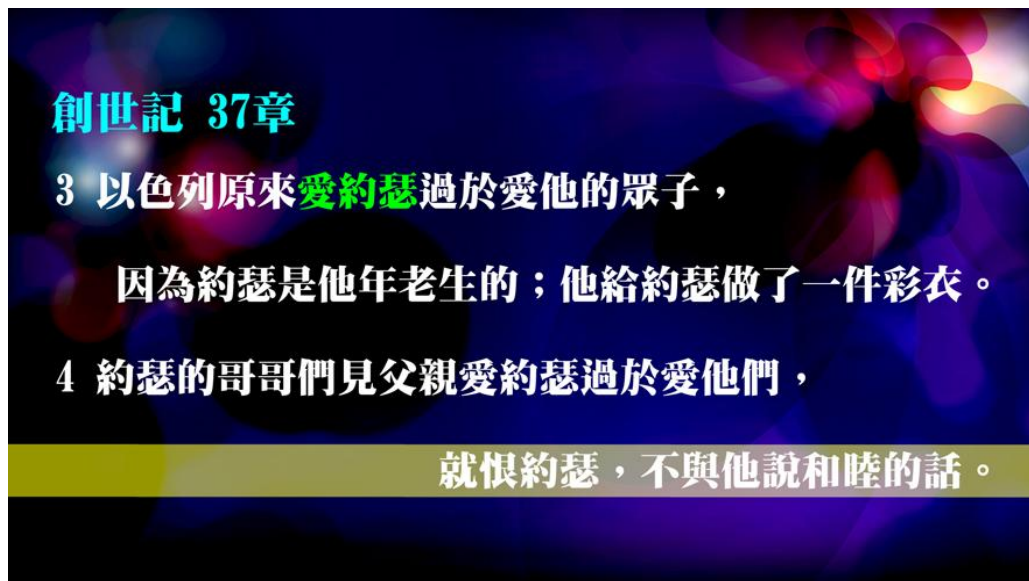 創世記 37章
3 以色列原來愛約瑟過於愛他的眾子，
因為約瑟是他年老生的；他給約瑟做了一件彩衣。
4 約瑟的哥哥們見父親愛約瑟過於愛他們，
就恨約瑟，不與他說和睦的話。